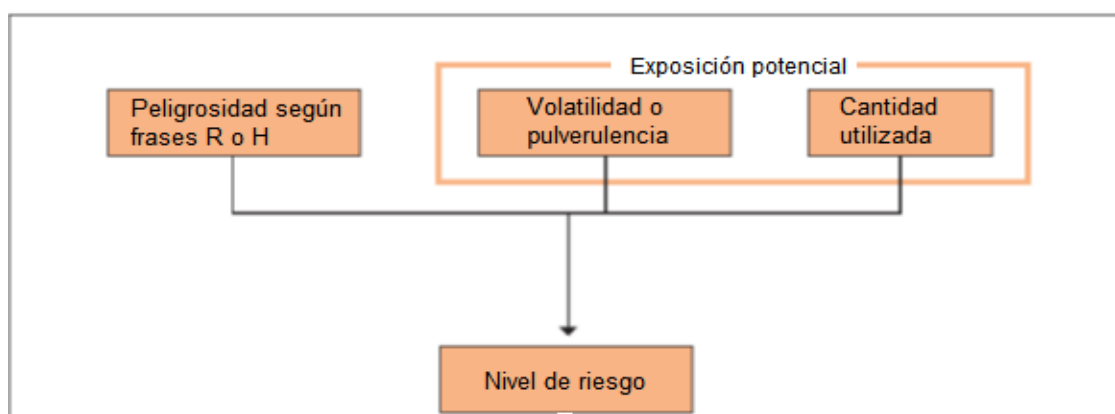 Exposición potencial
Peligrosidad según
frases R o H
Volatilidad o
pulverulencia
Cantidad
utilizada
Nivel de riesgo